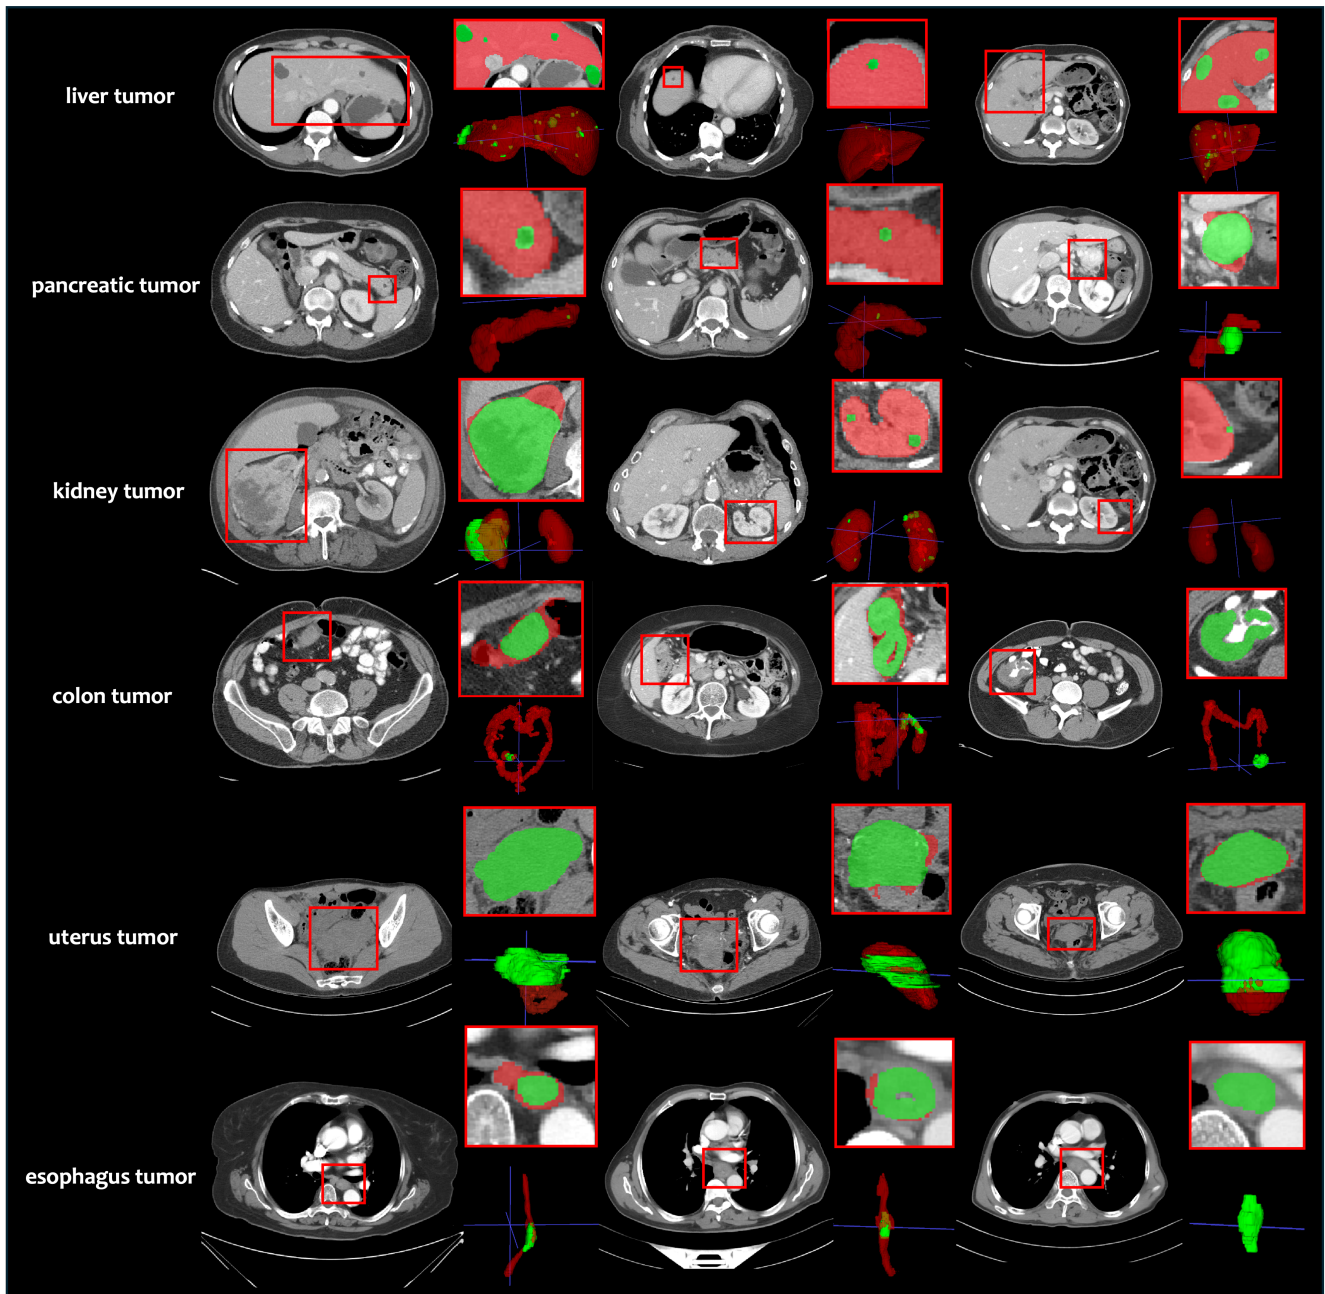 liver tumor
pancreatic tumor
kidney tumor
colon tumor
uterus tumor
esophagus tumor